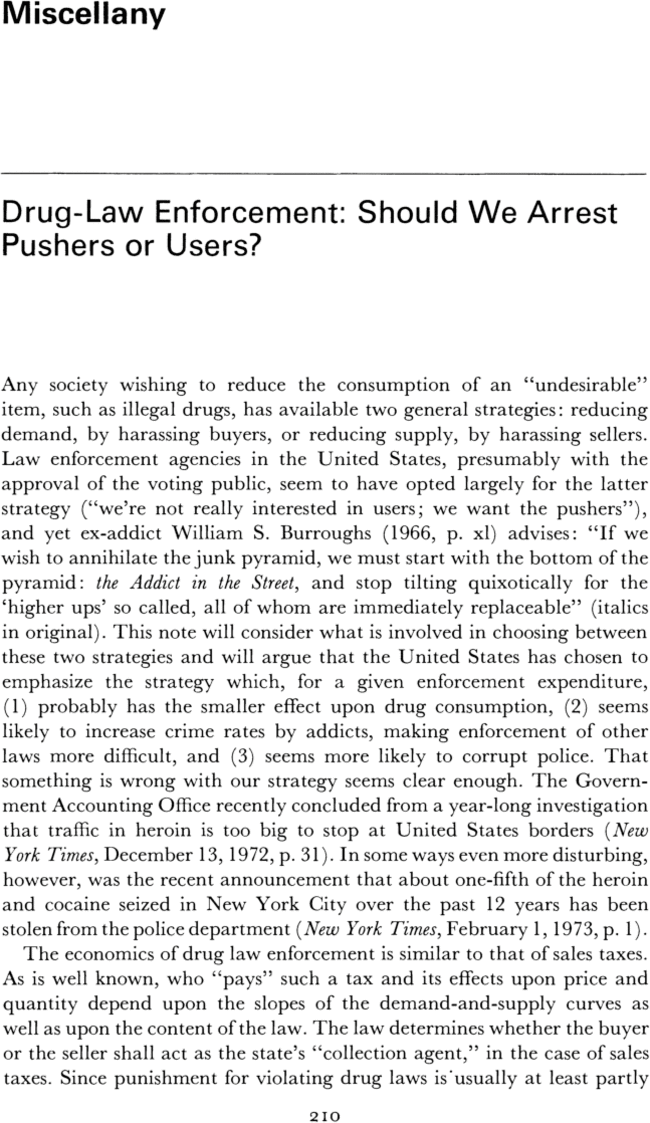 Miscellany
Drug-Law Enforcement: Should We Arrest
Pushers or Users?
Any society wishing to reduce the consumption of an “undesirable”
item, such as illegal drugs, has available two general strategies: reducing
demand, by harassing buyers, or reducing supply, by harassing sellers.
Law enforcement agencies in the United States, presumably with the
approval of the voting public, seem to have opted largely for the latter
strategy (“we’re not really interested in users; we want the pushers”),
and yet ex-addict William S. Burroughs (1966, p. xl) advises: “If we
wish to annihilate the junk pyramid, we must start with the bottom of the
pyramid: the Addict in the Street, and stop tilting quixotically for the
‘higher ups’ so called, all of whom are immediately replaceable” (italics
in original). This note will consider what is involved in choosing between
these two strategies and will argue that the United States has chosen to
emphasize the strategy which, for a given enforcement expenditure,
(1) probably has the smaller effect upon drug consumption, (2) seems
likely to increase crime rates by addicts, making enforcement of other
laws more difficult, and (3) seems more likely to corrupt police. That
something is wrong with our strategy seems clear enough. The Govern-
ment Accounting Office recently concluded from a year-long investigation
that traffic in heroin is too big to stop at United States borders (New
York Times, December 13, 1972, p. 31). In some ways even more disturbing,
however, was the recent announcement that about one-fifth of the heroin
and cocaine seized in New York City over the past 12 years has been
stolen from the police department (New York Times, February 1, 1973, p. 1).
The economics of drug law enforcement is similar to that of sales taxes.
As is well known, who “pays” such a tax and its effects upon price and
quantity depend upon the slopes of the demand-and-supply curves as
well as upon the content of the law. The law determines whether the buyer
or the seller shall act as the state’s “collection agent,” in the case of sales
taxes. Since punishment for violating drug laws is usually at least partly
210